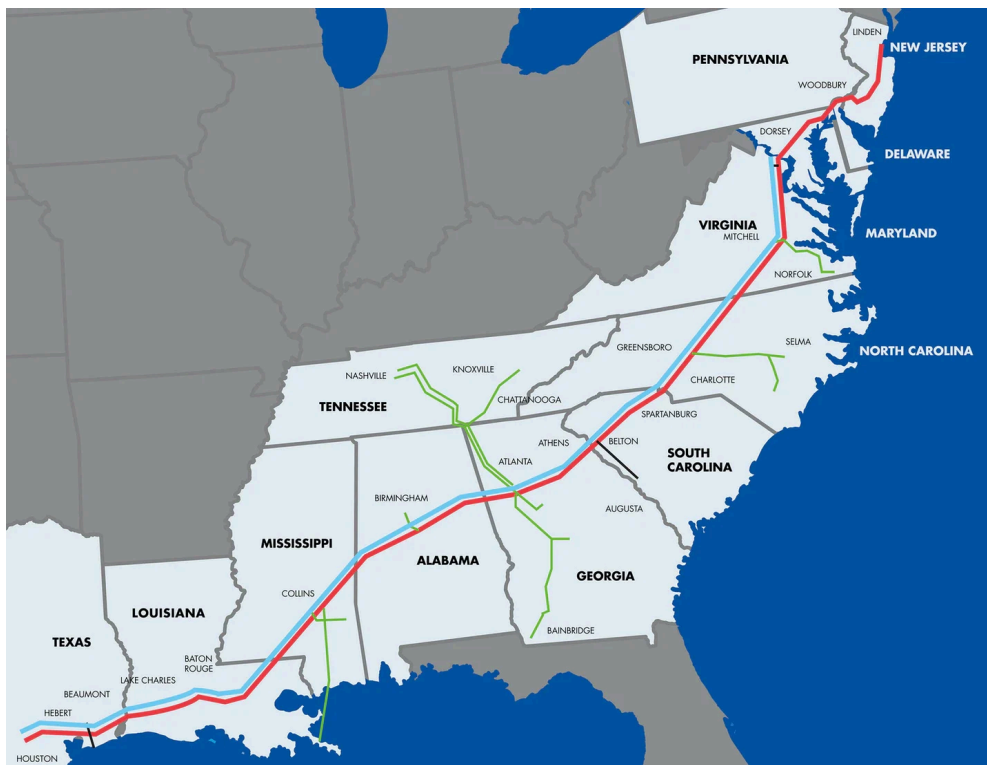 LINDEN
NEW JERSEY
PENNSYLVANIA
WOODBURY
DORSEY
DELAWARE
VIRGINIA
MARYLAND
MITCHELL
NORFOLK
GREENSBORO
SELMA
NORTH CAROLINA
NASHVILLE
KNOXVILLE
CHARLOTTE
TENNESSEE
CHATTANOOGA
SPARTANBURG
ATHENS
BELTON
SOUTH
CAROLINA
ATLANTA
BIRMINGHAM
AUGUSTA
MISSISSIPPI
ALABAMA
GEORGIA
COLLINS
LOUISIANA
BAINBRIDGE
TEXAS
BATON
ROUGE
LAKE CHARLES
BEAUMONT
HEBERT
HOUSTON